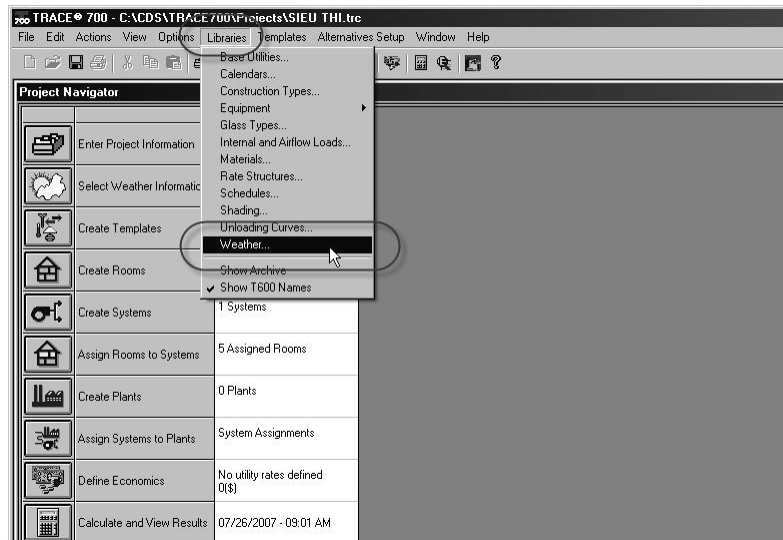 TRACE® 700 - C:\CDS\TRACE700\Projects\SIEU THI.trc
File Edit Actions View Options Libraries Templates Alternatives Setup Window Help
Project Navigator
Base Utilities...
Calendars...
Construction Types...
Equipment
Glass Types...
Internal and Airflow Loads...
Materials...
Rate Structures...
Schedules...
Shading...
Unloading Curves...
Weather...
Show Archive
Show T600 Names
Enter Project Information
Select Weather Informatio
Create Templates
Create Rooms
Create Systems
1 Systems
Assign Rooms to Systems
5 Assigned Rooms
Create Plants
0 Plants
Assign Systems to Plants
System Assignments
Define Economics
No utility rates defined
0($)
Calculate and View Results
07/26/2007 - 09:01 AM